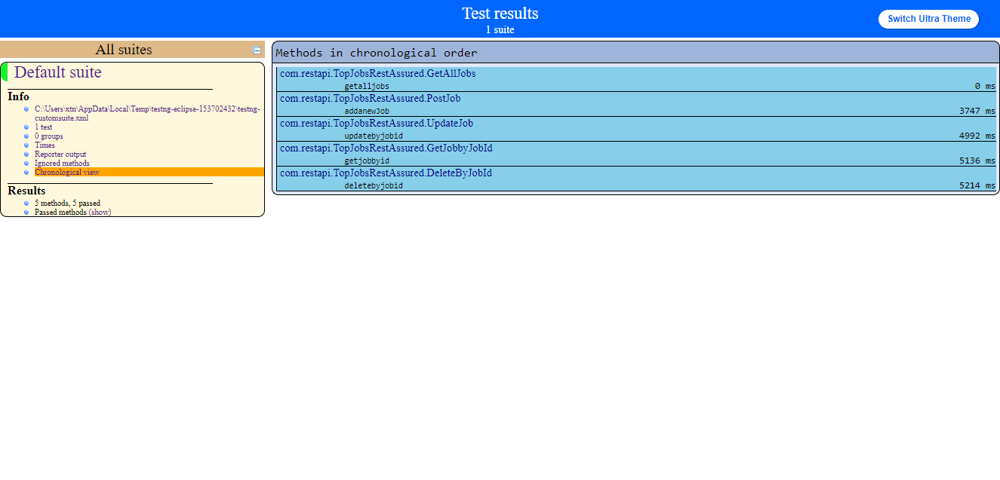 Test results
1 suite
Switch Ultra Theme
All suites
Default suite
Info
C:\Users\xtn\AppData\Local\Temp\testng-eclipse-153702432\testng-
customsuite.xml
1 test
0 groups
Times
Reporter output
Ignored methods
Chronological view
Results
5 methods, 5 passed
Passed methods (show)
Methods in chronological order
com.restapi.TopJobsRestAssured.GetAllJobs
getalljobs 0 ms
com.restapi.TopJobsRestAssured.PostJob
addanewJob 3747 ms
com.restapi.TopJobsRestAssured.UpdateJob
updatebyjobid 4992 ms
com.restapi.TopJobsRestAssured.GetJobbyJobId
getjobbyid 5136 ms
com.restapi.TopJobsRestAssured.DeleteByJobId
deletebyjobid 5214 ms